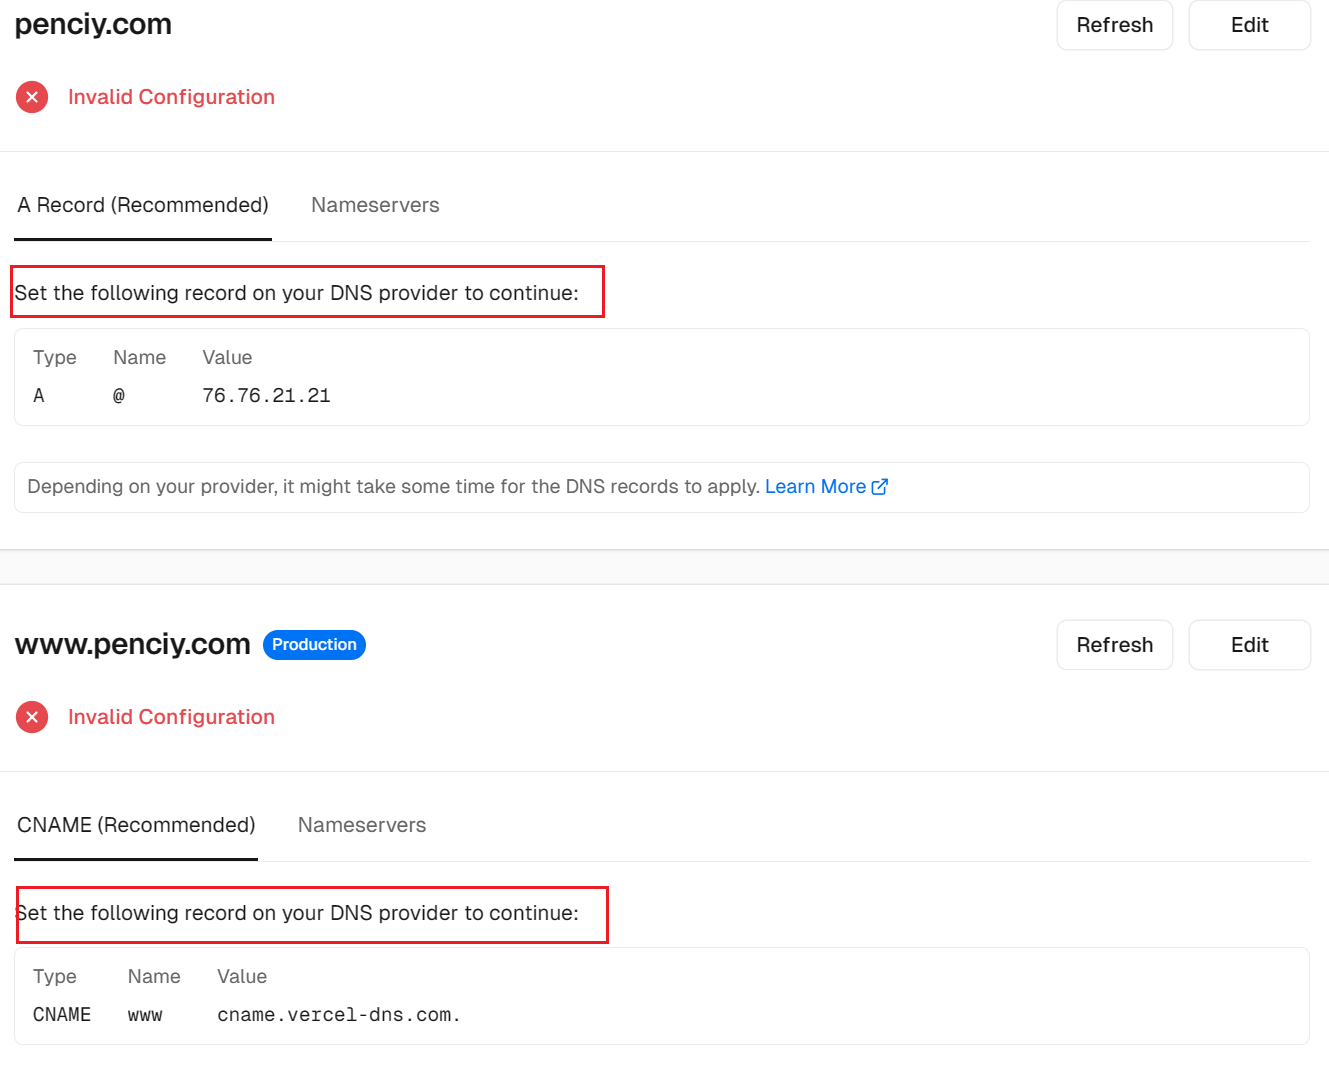 penciy.com
Refresh
Edit
Invalid Configuration
A Record (Recommended)
Nameservers
Set the following record on your DNS provider to continue:
Type Name Value
A @ 76.76.21.21
Depending on your provider, it might take some time for the DNS records to apply. Learn More
www.penciy.com Production
Refresh
Edit
Invalid Configuration
CNAME (Recommended)
Nameservers
Set the following record on your DNS provider to continue:
Type Name Value
CNAME www cname.vercel-dns.com.